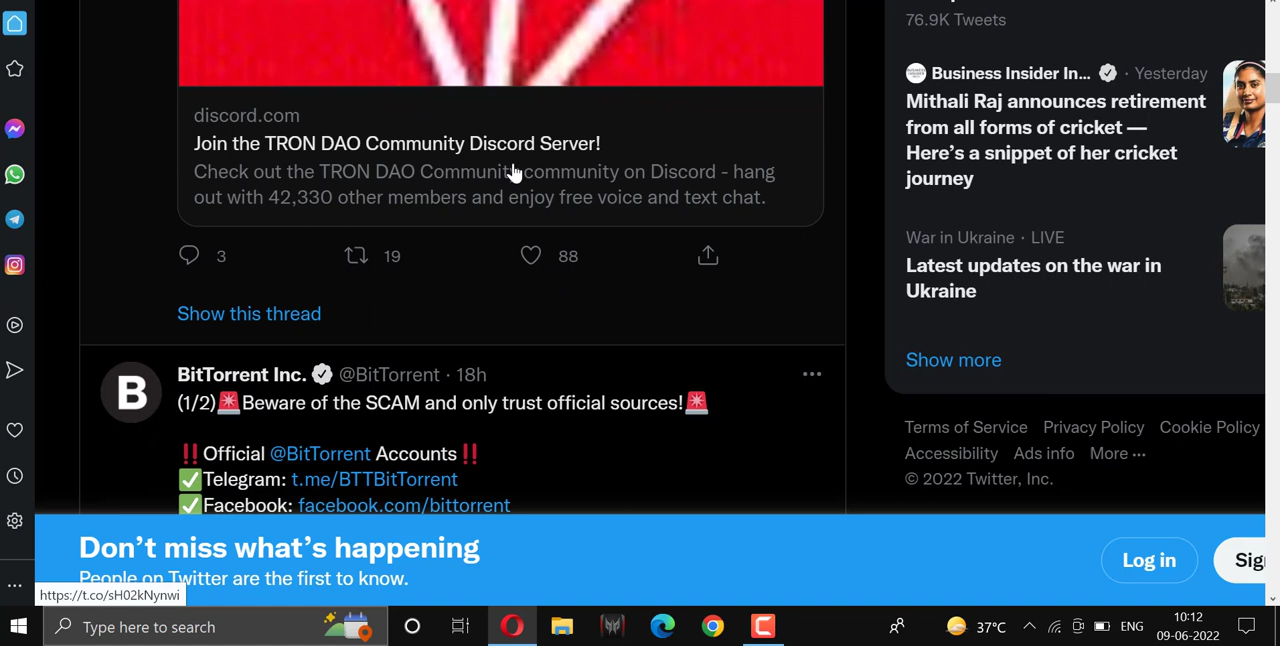 discord.com
Join the TRON DAO Community Discord Server!
Check out the TRON DAO Community community on Discord - hang
out with 42,330 other members and enjoy free voice and text chat.
3 19 88
Show this thread
B
BitTorrent Inc. @BitTorrent · 18h
(1/2)🚨Beware of the SCAM and only trust official sources!🚨
‼️Official @BitTorrent Accounts‼️
✅Telegram: t.me/BTTBitTorrent
✅Facebook: facebook.com/bittorrent
76.9K Tweets
Business Insider In... · Yesterday
Mithali Raj announces retirement
from all forms of cricket —
Here's a snippet of her cricket
journey
War in Ukraine · LIVE
Latest updates on the war in
Ukraine
Show more
Terms of Service Privacy Policy Cookie Policy
Accessibility Ads info More ...
© 2022 Twitter, Inc.
Don't miss what's happening
People on Twitter are the first to know.
Log in
Sig
https://t.co/sH02kNynwi
Type here to search
37°C
ENG
10:12
09-06-2022